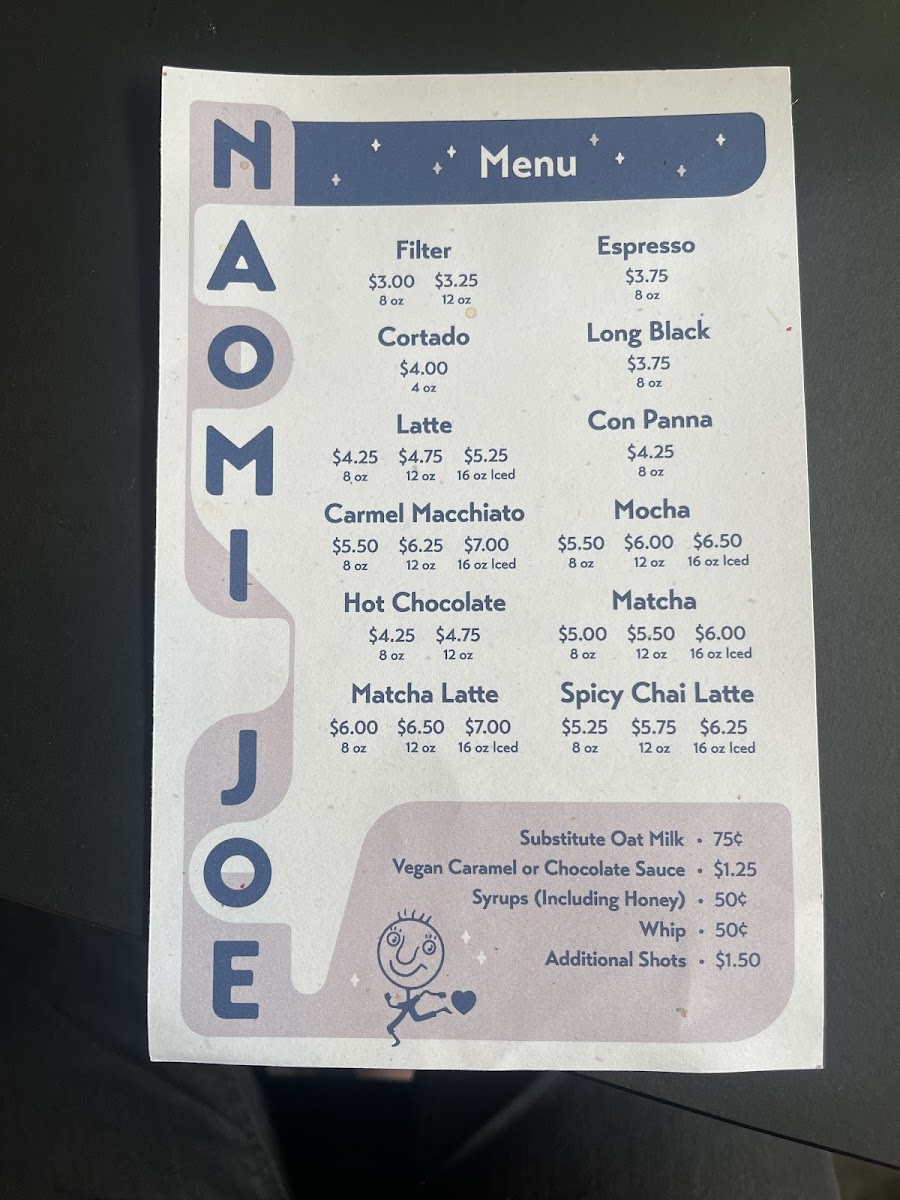 NAOMI JOE
Menu
Filter
$3.00 $3.25
8 oz 12 oz
Cortado
$4.00
4 oz
Latte
$4.25 $4.75 $5.25
8 oz 12 oz 16 oz Iced
Carmel Macchiato
$5.50 $6.25 $7.00
8 oz 12 oz 16 oz Iced
Hot Chocolate
$4.25 $4.75
8 oz 12 oz
Matcha Latte
$6.00 $6.50 $7.00
8 oz 12 oz 16 oz Iced
Espresso
$3.75
8 oz
Long Black
$3.75
8 oz
Con Panna
$4.25
8 oz
Mocha
$5.50 $6.00 $6.50
8 oz 12 oz 16 oz Iced
Matcha
$5.00 $5.50 $6.00
8 oz 12 oz 16 oz Iced
Spicy Chai Latte
$5.25 $5.75 $6.25
8 oz 12 oz 16 oz Iced
Substitute Oat Milk • 75¢
Vegan Caramel or Chocolate Sauce • $1.25
Syrups (Including Honey) • 50¢
Whip • 50¢
Additional Shots • $1.50